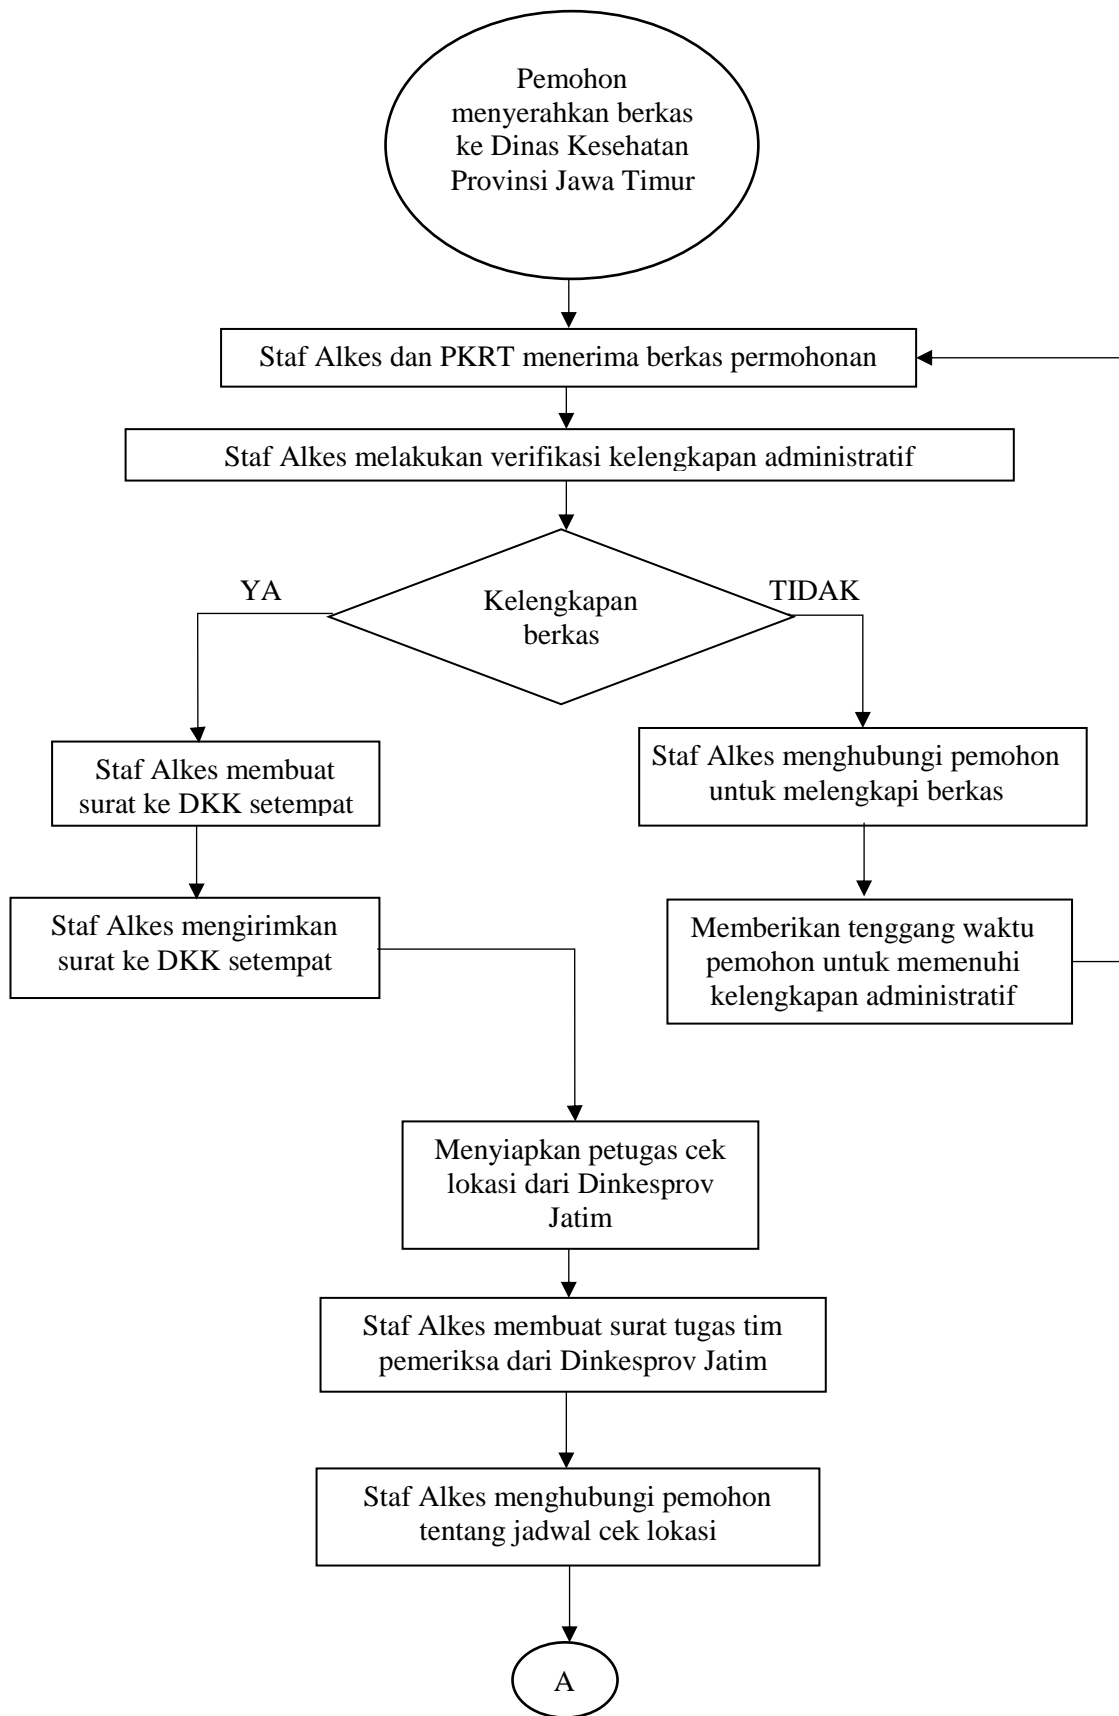 Pemohon
menyerahkan berkas
ke Dinas Kesehatan
Provinsi Jawa Timur
Staf Alkes dan PKRT menerima berkas permohonan
Staf Alkes melakukan verifikasi kelengkapan administratif
YA
TIDAK
Kelengkapan
berkas
Staf Alkes membuat
surat ke DKK setempat
Staf Alkes menghubungi pemohon
untuk melengkapi berkas
Staf Alkes mengirimkan
surat ke DKK setempat
Memberikan tenggang waktu
pemohon untuk memenuhi
kelengkapan administratif
Menyiapkan petugas cek
lokasi dari Dinkesprov
Jatim
Staf Alkes membuat surat tugas tim
pemeriksa dari Dinkesprov Jatim
Staf Alkes menghubungi pemohon
tentang jadwal cek lokasi
A